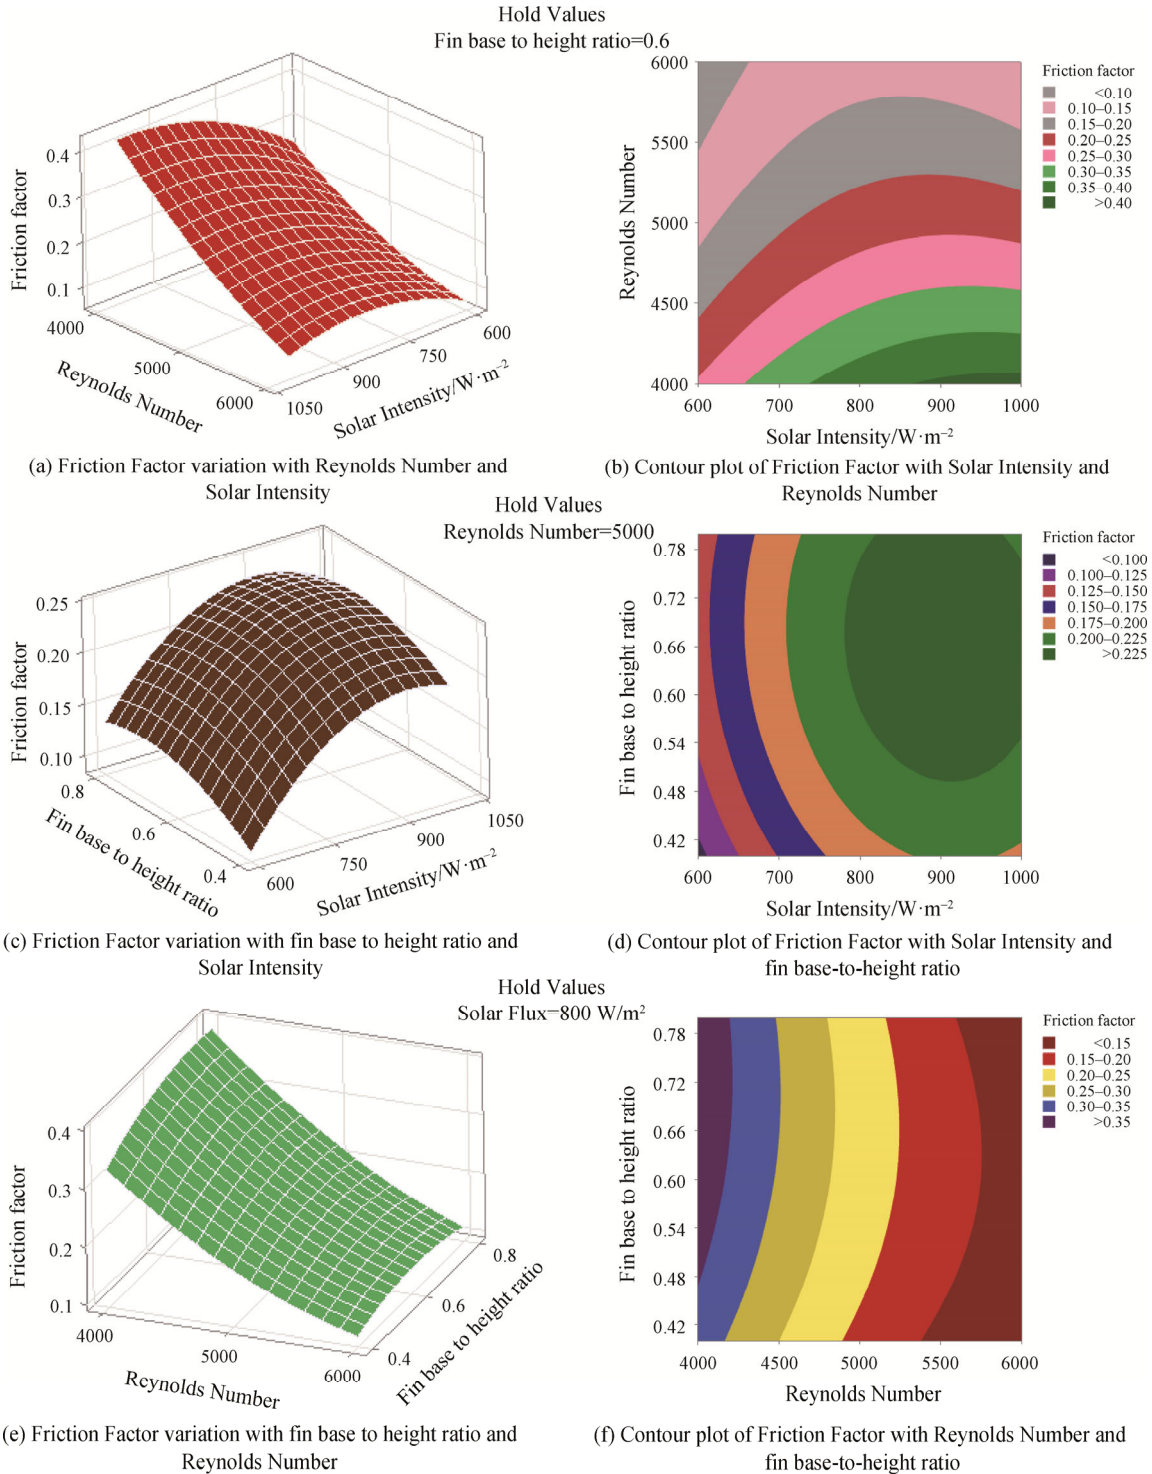 Hold Values
Fin base to height ratio=0.6
Friction factor
0.4
0.3
0.2
0.1
4000
5000
6000
Reynolds Number
1050
900
750
600
Solar Intensity/W·m⁻²
Reynolds Number
6000
5500
5000
4500
4000
600
700
800
900
1000
Solar Intensity/W·m⁻²
Friction factor
<0.10
0.10–0.15
0.15–0.20
0.20–0.25
0.25–0.30
0.30–0.35
0.35–0.40
>0.40
(a) Friction Factor variation with Reynolds Number and
Solar Intensity
(b) Contour plot of Friction Factor with Solar Intensity and
Reynolds Number
Hold Values
Reynolds Number=5000
Friction factor
0.25
0.20
0.15
0.10
0.8
0.6
0.4
Fin base to height ratio
600
750
900
1050
Solar Intensity/W·m⁻²
Fin base to height ratio
0.78
0.72
0.66
0.60
0.54
0.48
0.42
600
700
800
900
1000
Solar Intensity/W·m⁻²
Friction factor
<0.100
0.100–0.125
0.125–0.150
0.150–0.175
0.175–0.200
0.200–0.225
>0.225
(c) Friction Factor variation with fin base to height ratio and
Solar Intensity
(d) Contour plot of Friction Factor with Solar Intensity and
fin base-to-height ratio
Hold Values
Solar Flux=800 W/m²
Friction factor
0.4
0.3
0.2
0.1
4000
5000
6000
Reynolds Number
0.4
0.6
0.8
Fin base to height ratio
Fin base to height ratio
0.78
0.72
0.66
0.60
0.54
0.48
0.42
4000
4500
5000
5500
6000
Reynolds Number
Friction factor
<0.15
0.15–0.20
0.20–0.25
0.25–0.30
0.30–0.35
>0.35
(e) Friction Factor variation with fin base to height ratio and
Reynolds Number
(f) Contour plot of Friction Factor with Reynolds Number and
fin base-to-height ratio